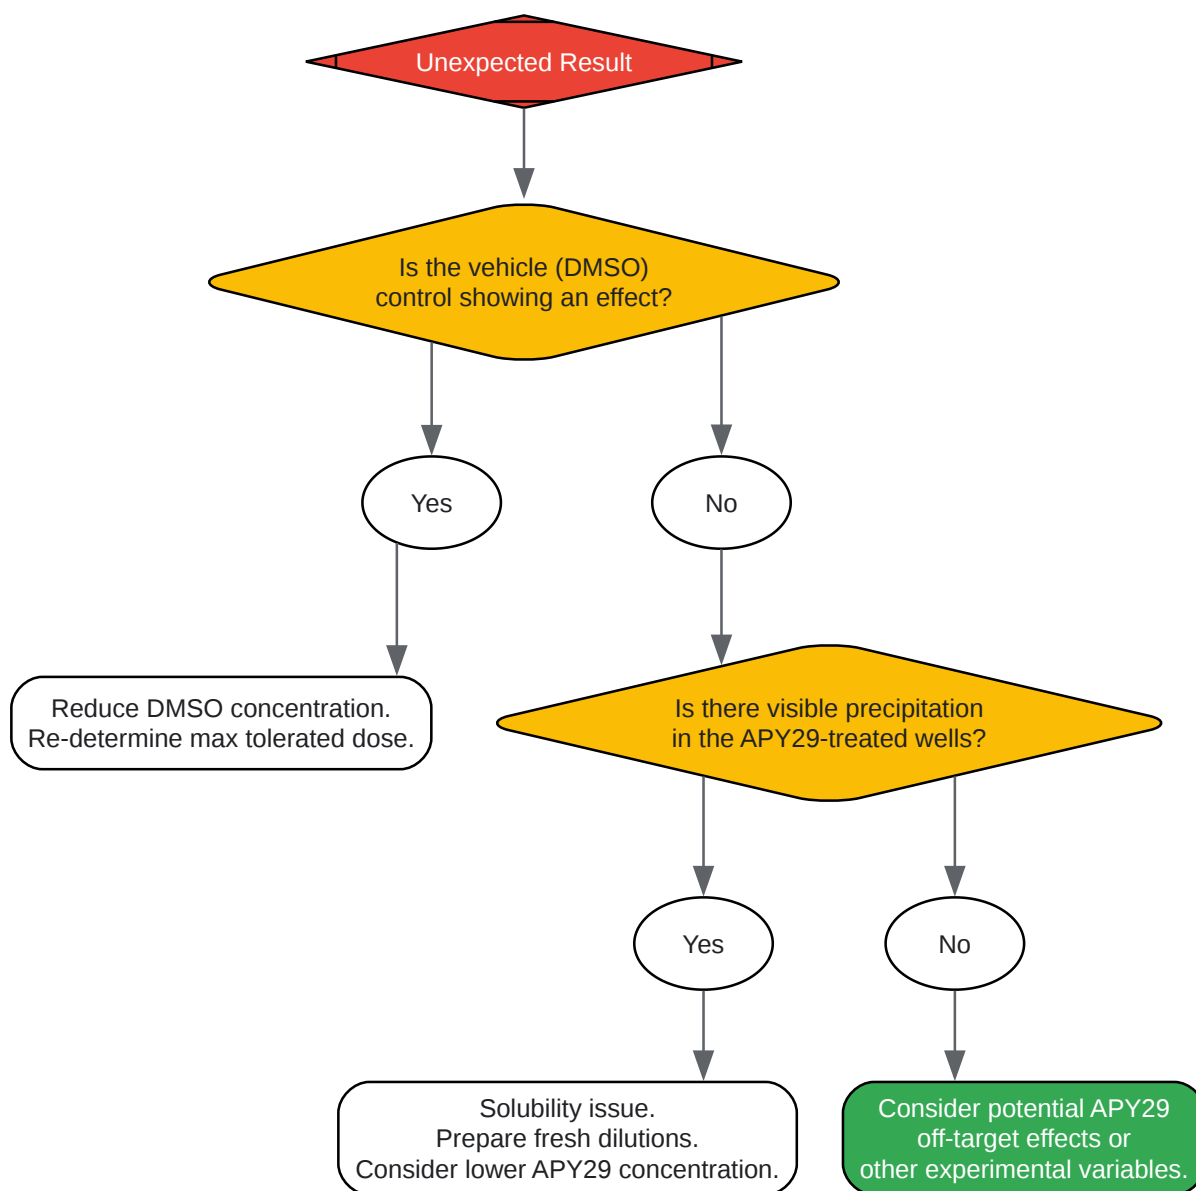 Unexpected Result
Is the vehicle (DMSO)
control showing an effect?
Yes
No
Reduce DMSO concentration.
Re-determine max tolerated dose.
Is there visible precipitation
in the APY29-treated wells?
Yes
No
Solubility issue.
Prepare fresh dilutions.
Consider lower APY29 concentration.
Consider potential APY29
off-target effects or
other experimental variables.